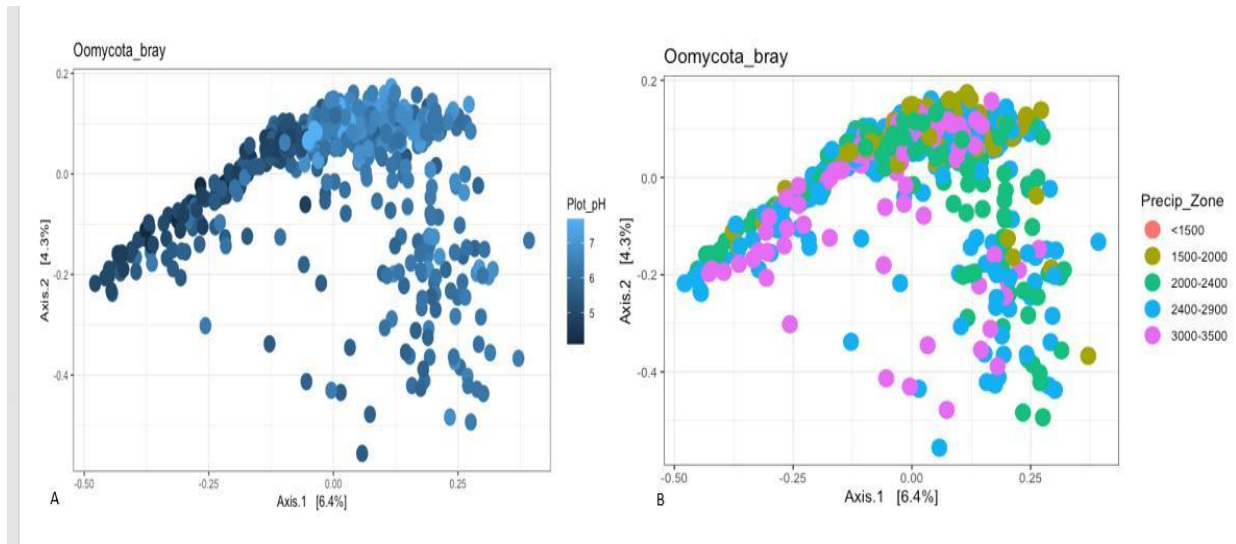 Oomycota_bray
0.2
0.0
-0.2
-0.4
Axis.2 [4.3%]
-0.50
-0.25
0.00
0.25
Axis.1 [6.4%]
A
Plot_pH
7
6
5
Oomycota_bray
0.2
0.0
-0.2
-0.4
Axis.2 [4.3%]
-0.50
-0.25
0.00
0.25
Axis.1 [6.4%]
B
Precip_Zone
<1500
1500-2000
2000-2400
2400-2900
3000-3500